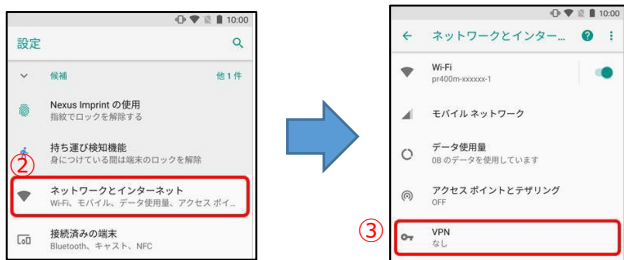 10:00
設定
候補
他 1 件
Nexus Imprint の使用
指紋でロックを解除する
持ち運び検知機能
身につけている間は端末のロックを解除
②
ネットワークとインターネット
Wi-Fi、モバイル、データ使用量、アクセス ポイ...
接続済みの端末
Bluetooth、キャスト、NFC
10:00
ネットワークとインター...
Wi-Fi
pr400m-xxxxxx-1
モバイル ネットワーク
データ使用量
0B のデータを使用しています
アクセス ポイントとテザリング
OFF
③
VPN
なし